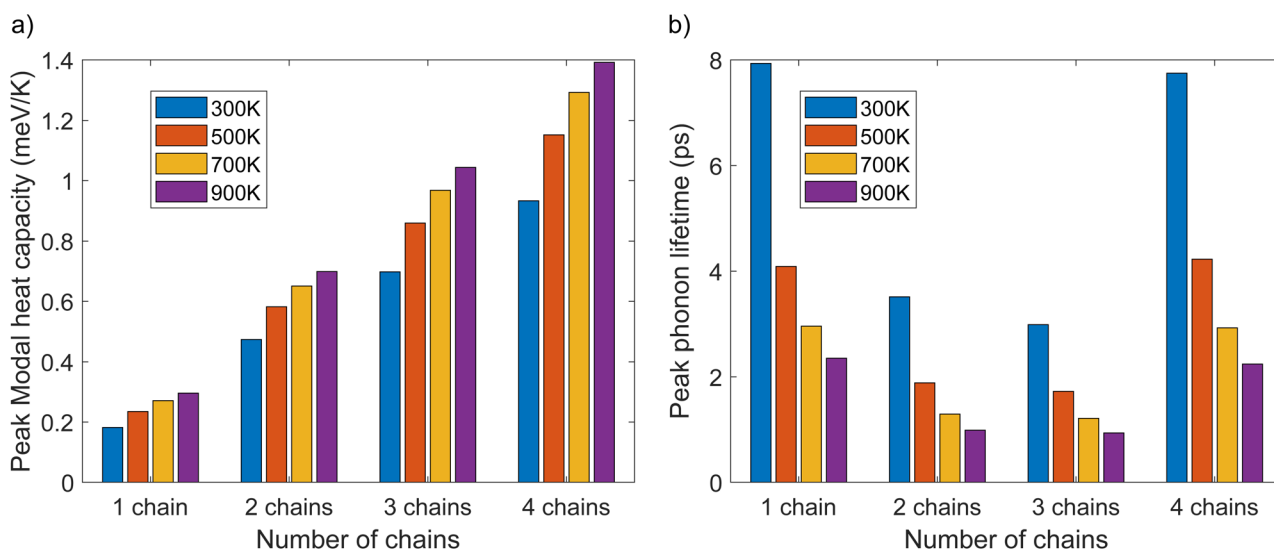 a)
Peak Modal heat capacity (meV/K)
1.4
1.2
1
0.8
0.6
0.4
0.2
0
300K
500K
700K
900K
1 chain
2 chains
3 chains
4 chains
Number of chains
b)
Peak phonon lifetime (ps)
8
6
4
2
0
300K
500K
700K
900K
1 chain
2 chains
3 chains
4 chains
Number of chains